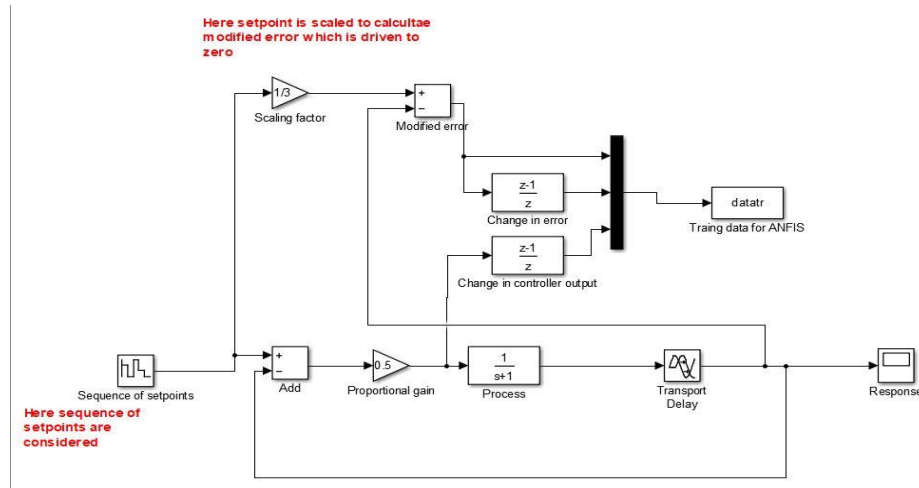 Here setpoint is scaled to calcultae
modified error which is driven to
zero
1/3
Scaling factor
+
−
Modified error
z-1
z
Change in error
datatr
Traing data for ANFIS
z-1
z
Change in controller output
Sequence of setpoints
+
−
Add
0.5
Proportional gain
1
s+1
Process
Transport
Delay
Response
Here sequence of
setpoints are
considered